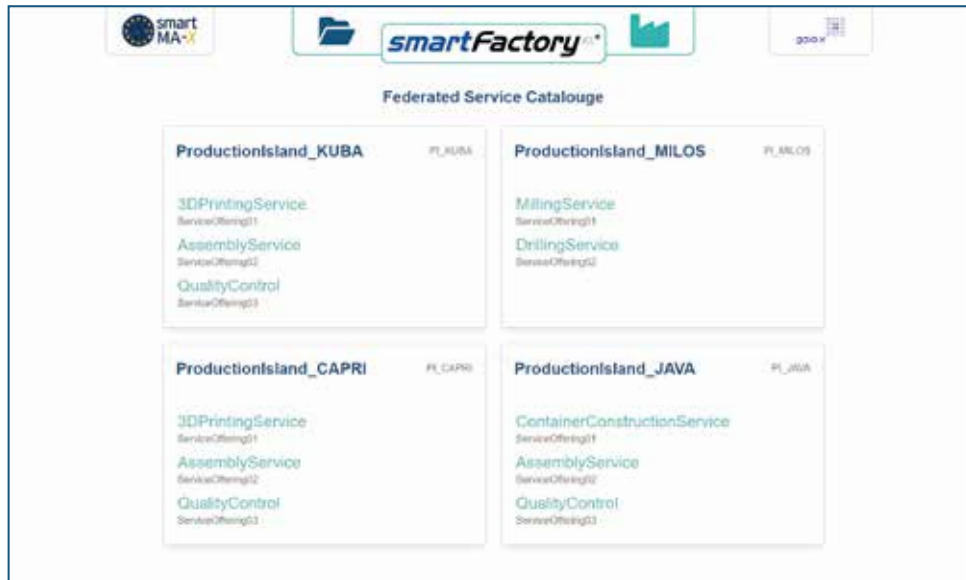 smart
MA-X
smartFactory
gaia-x
Federated Service Catalouge
ProductionIsland_KUBA
PI_KUBA
3DPrintingService
ServiceOffering01
AssemblyService
ServiceOffering02
QualityControl
ServiceOffering03
ProductionIsland_MILOS
PI_MILOS
MillingService
ServiceOffering01
DrillingService
ServiceOffering02
ProductionIsland_CAPRI
PI_CAPRI
3DPrintingService
ServiceOffering01
AssemblyService
ServiceOffering02
QualityControl
ServiceOffering03
ProductionIsland_JAVA
PI_JAVA
ContainerConstructionService
ServiceOffering01
AssemblyService
ServiceOffering02
QualityControl
ServiceOffering03